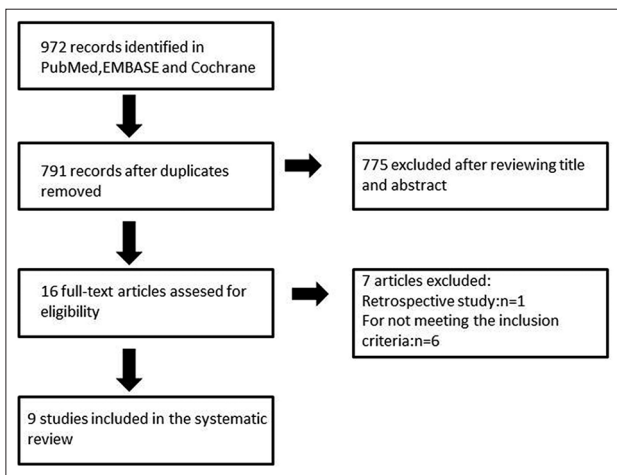 972 records identified in
PubMed,EMBASE and Cochrane
791 records after duplicates
removed
775 excluded after reviewing title
and abstract
16 full-text articles assesed for
eligibility
7 articles excluded:
Retrospective study:n=1
For not meeting the inclusion
criteria:n=6
9 studies included in the systematic
review